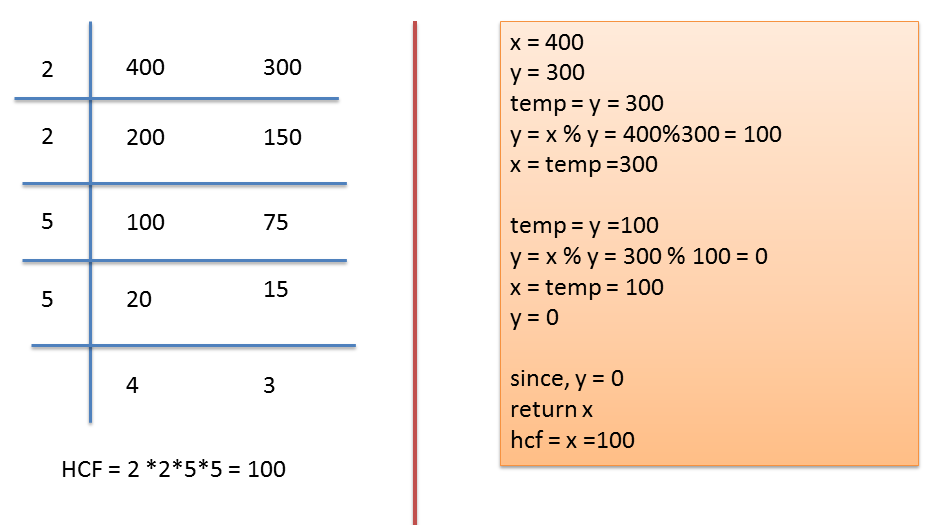 2 400 300
2 200 150
5 100 75
5 20 15
4 3
HCF = 2 *2*5*5 = 100
x = 400
y = 300
temp = y = 300
y = x % y = 400%300 = 100
x = temp =300
temp = y =100
y = x % y = 300 % 100 = 0
x = temp = 100
y = 0
since, y = 0
return x
hcf = x =100